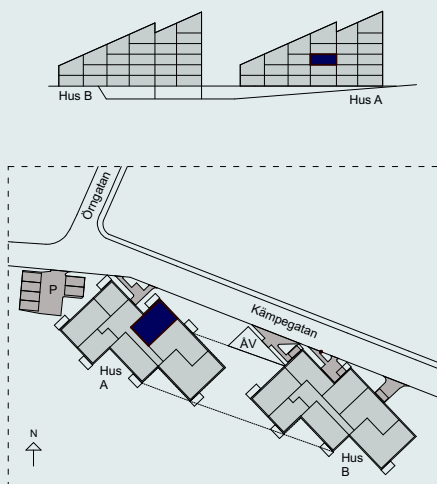 Hus B
Hus A
Örngatan
P
Kämpegatan
ÅV
Hus
A
N
Hus
B